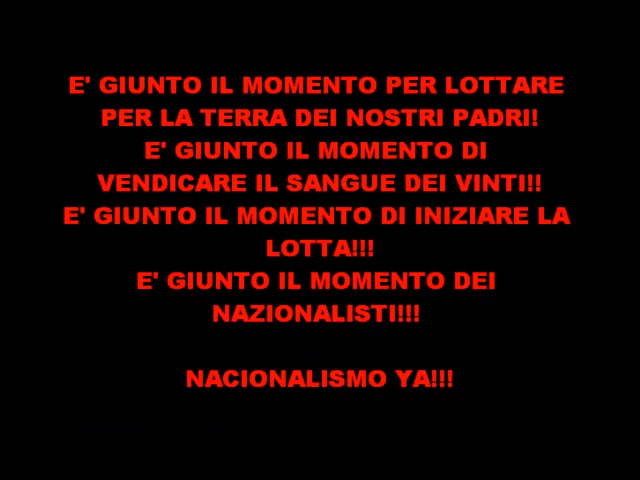 E' GIUNTO IL MOMENTO PER LOTTARE
PER LA TERRA DEI NOSTRI PADRI!
E' GIUNTO IL MOMENTO DI
VENDICARE IL SANGUE DEI VINTI!!
E' GIUNTO IL MOMENTO DI INIZIARE LA
LOTTA!!!
E' GIUNTO IL MOMENTO DEI
NAZIONALISTI!!!
NACIONALISMO YA!!!